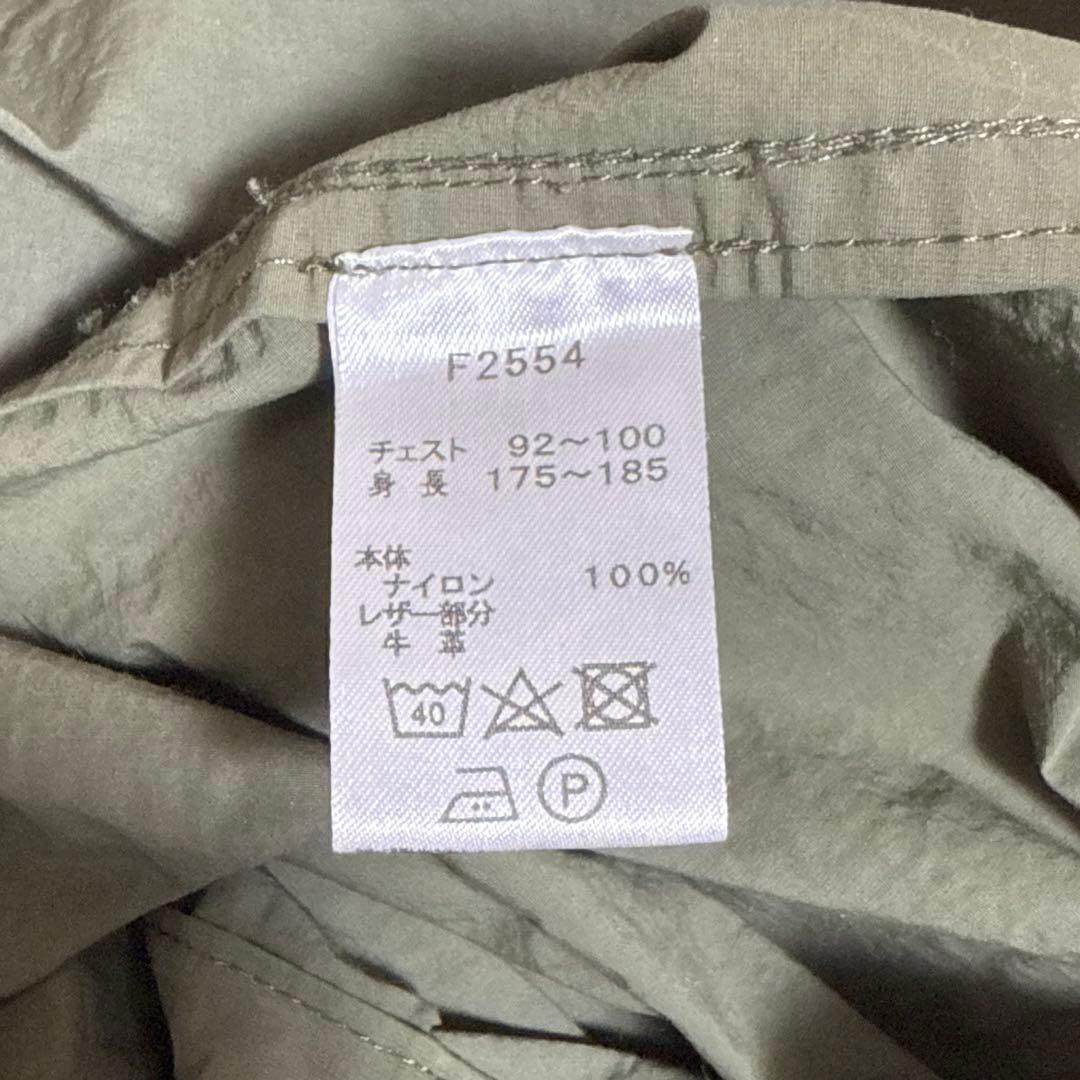 F2554
チェスト 92～100
身長 175～185
本体
ナイロン 100%
レザー部分
牛革
40
P